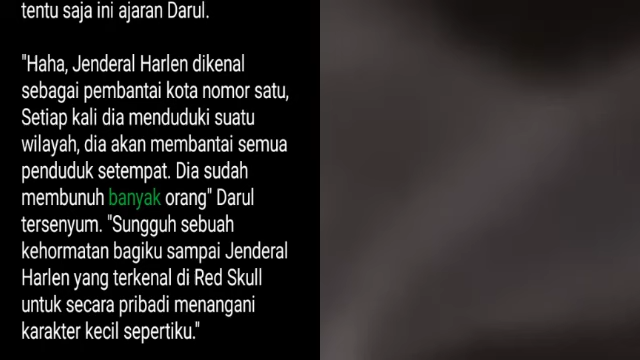 tentu saja ini ajaran Darul.
"Haha, Jenderal Harlen dikenal
sebagai pembantai kota nomor satu,
Setiap kali dia menduduki suatu
wilayah, dia akan membantai semua
penduduk setempat. Dia sudah
membunuh banyak orang" Darul
tersenyum. "Sungguh sebuah
kehormatan bagiku sampai Jenderal
Harlen yang terkenal di Red Skull
untuk secara pribadi menangani
karakter kecil sepertiku."